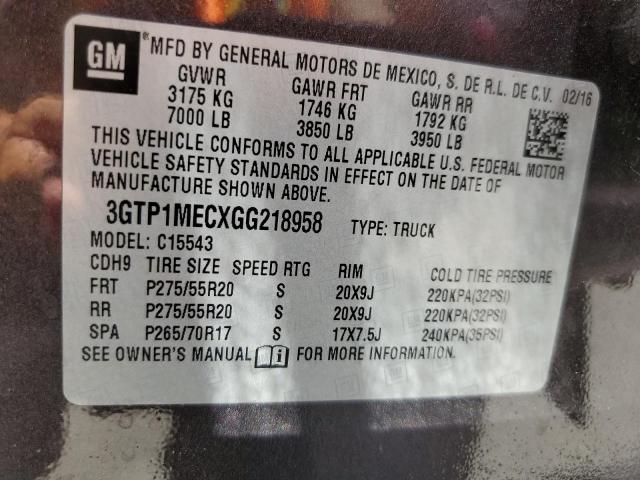 GM ®MFD BY GENERAL MOTORS DE MEXICO, S. DE R.L. DE C.V. 02/16
GVWR GAWR FRT GAWR RR
3175 KG 1746 KG 1792 KG
7000 LB 3850 LB 3950 LB
THIS VEHICLE CONFORMS TO ALL APPLICABLE U.S. FEDERAL MOTOR
VEHICLE SAFETY STANDARDS IN EFFECT ON THE DATE OF
MANUFACTURE SHOWN ABOVE.
3GTP1MECXGG218958 TYPE: TRUCK
MODEL: C15543
CDH9 TIRE SIZE SPEED RTG RIM COLD TIRE PRESSURE
FRT P275/55R20 S 20X9J 220KPA(32PSI)
RR P275/55R20 S 20X9J 220KPA(32PSI)
SPA P265/70R17 S 17X7.5J 240KPA(35PSI)
SEE OWNER'S MANUAL FOR MORE INFORMATION.